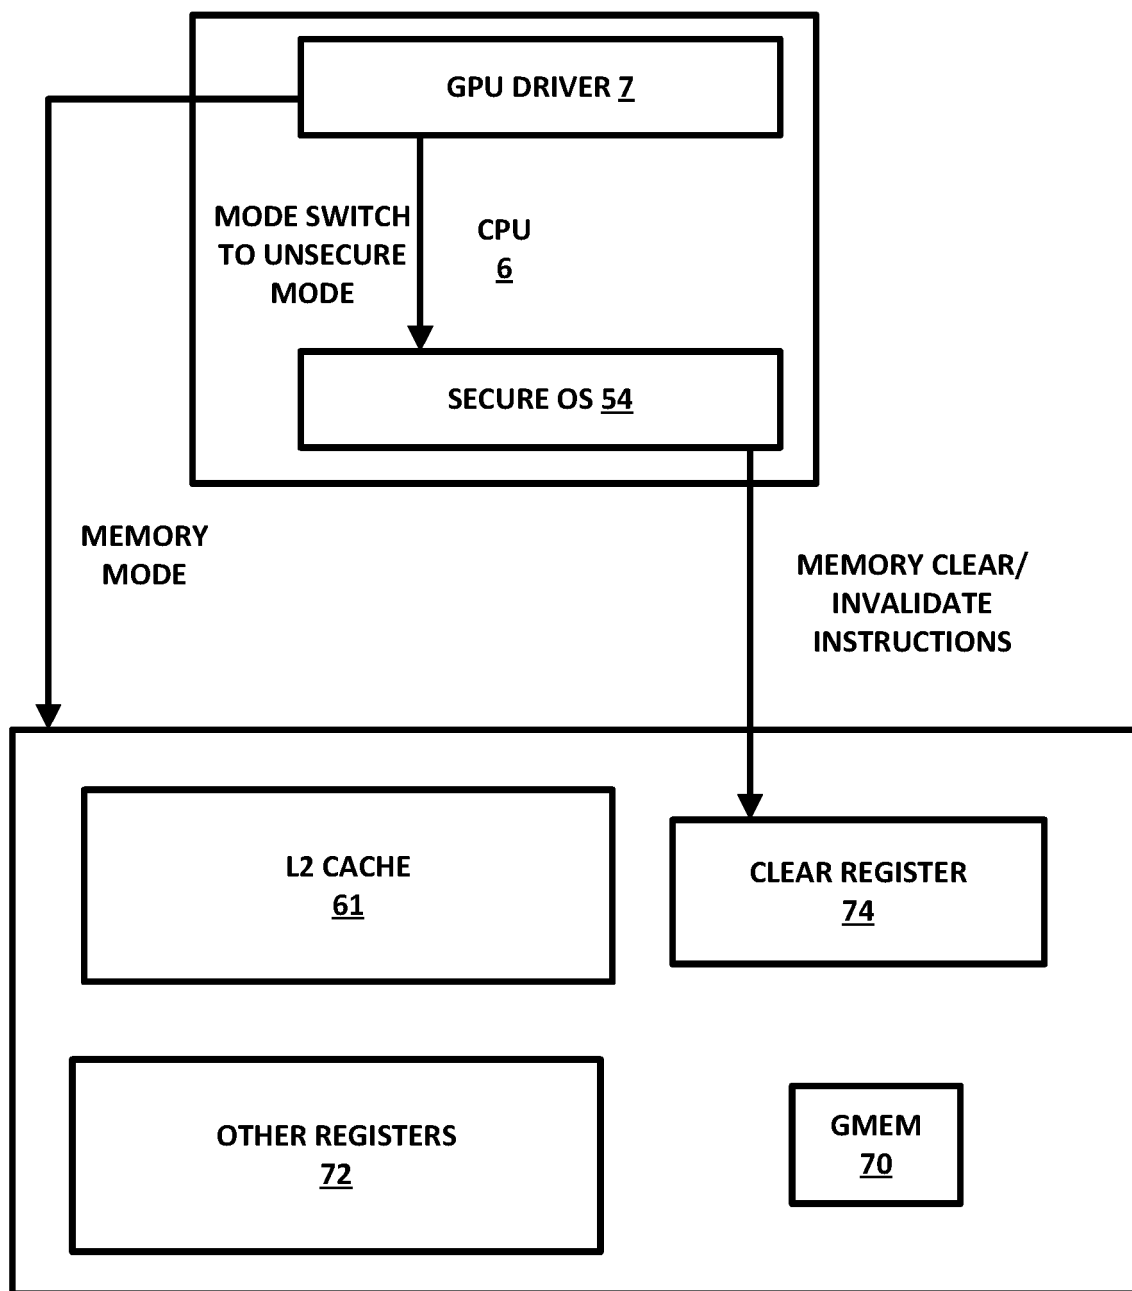 GPU DRIVER 7
MODE SWITCH
TO UNSECURE
MODE
CPU
6
SECURE OS 54
MEMORY
MODE
MEMORY CLEAR/
INVALIDATE
INSTRUCTIONS
L2 CACHE
61
CLEAR REGISTER
74
OTHER REGISTERS
72
GMEM
70